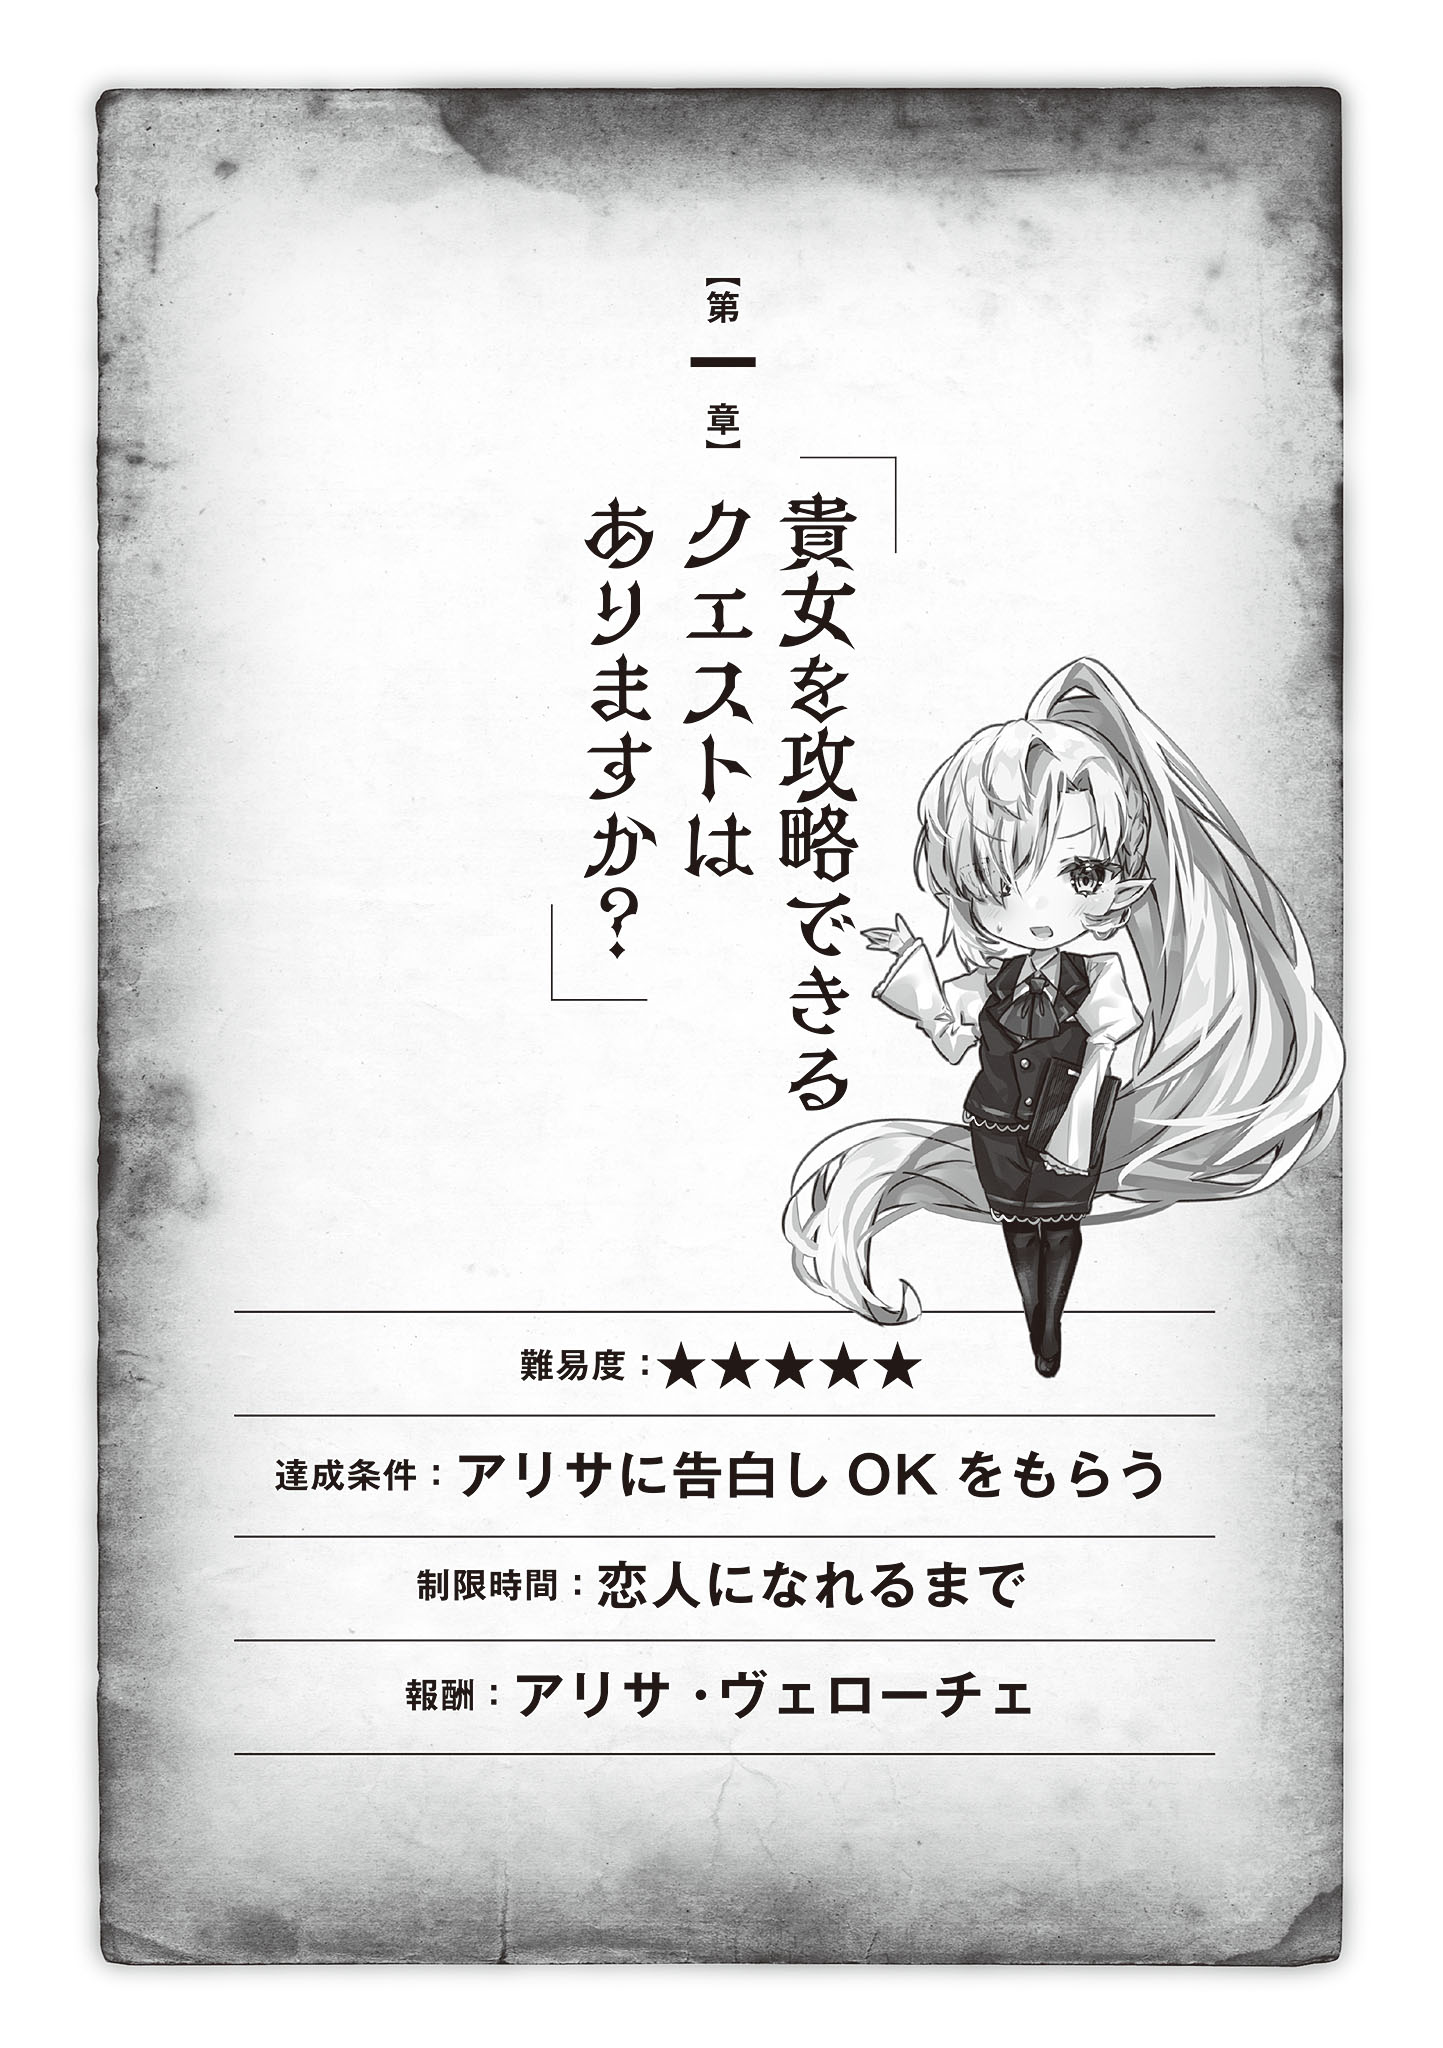 【第一章】
「貴女を攻略できる
クエストは
ありますか?」
難易度：★★★★★
達成条件：アリサに告白しOKをもらう
制限時間：恋人になれるまで
報酬：アリサ・ヴェローチェ